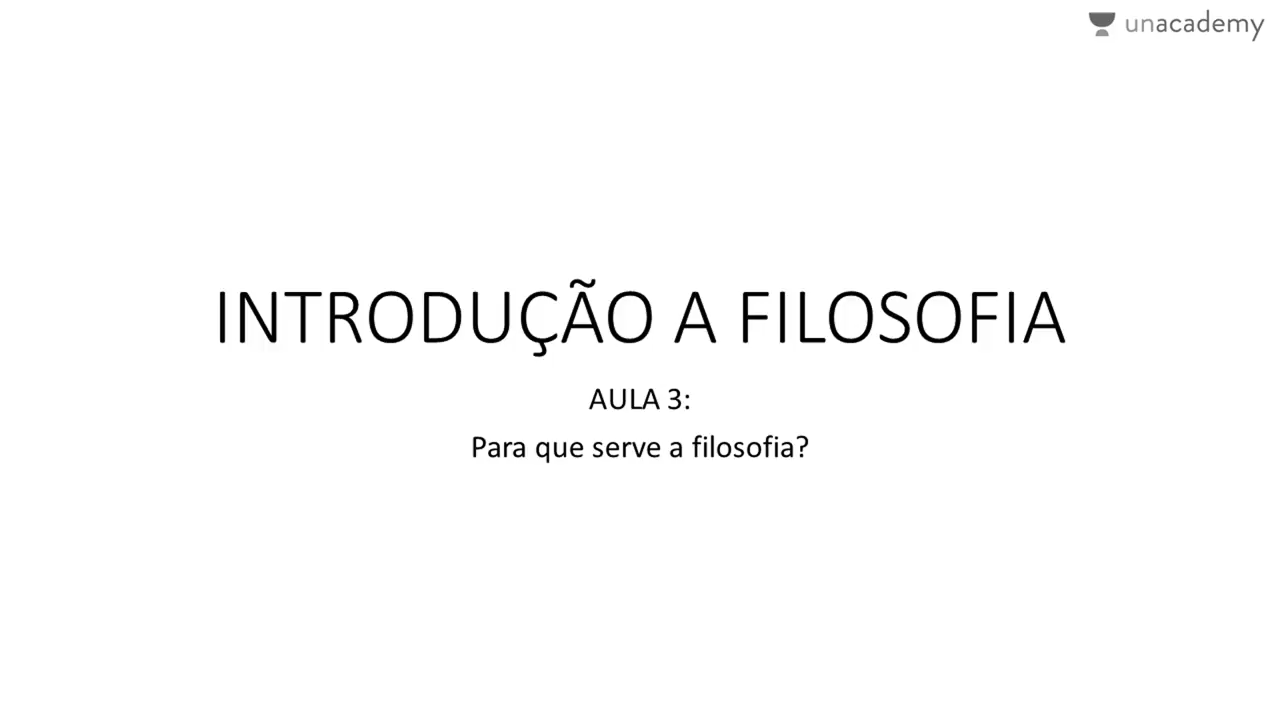 unacademy
INTRODUÇÃO A FILOSOFIA
AULA 3:
Para que serve a filosofia?